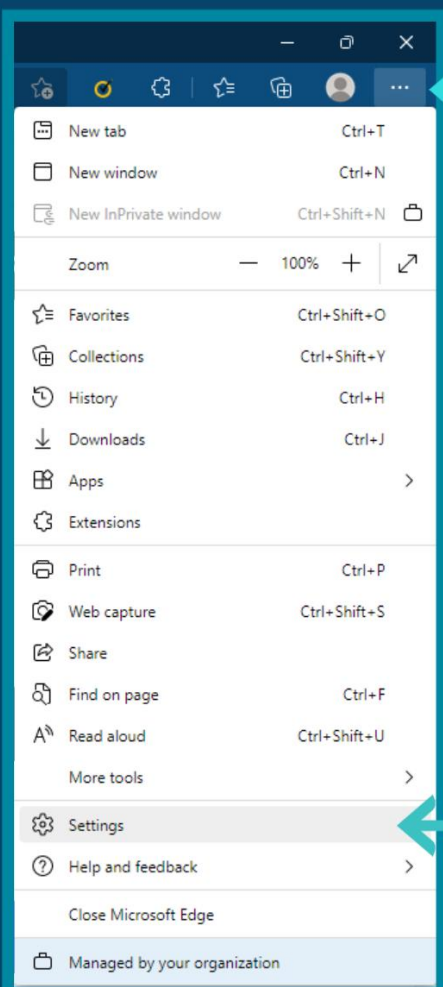 New tab Ctrl+T
New window Ctrl+N
New InPrivate window Ctrl+Shift+N
Zoom 100%
Favorites Ctrl+Shift+O
Collections Ctrl+Shift+Y
History Ctrl+H
Downloads Ctrl+J
Apps
Extensions
Print Ctrl+P
Web capture Ctrl+Shift+S
Share
Find on page Ctrl+F
Read aloud Ctrl+Shift+U
More tools
Settings
Help and feedback
Close Microsoft Edge
Managed by your organization